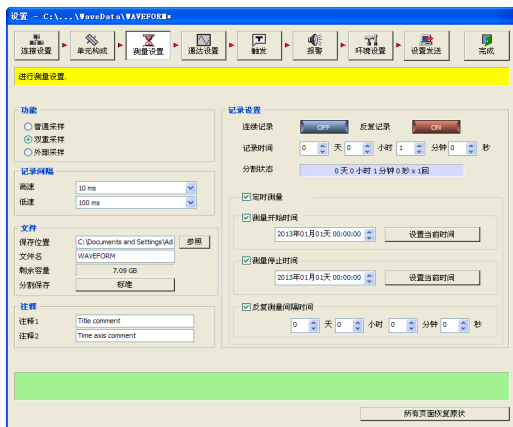 设置 - C:\...\WaveData\WAVEFORM*
连接设置 单元构成 测量设置 通达设置 触发 报警 环境设置 设置发送 完成
进行测量设置.
功能
普通采样
双重采样
外部采样
记录间隔
高速 10 ms
低速 100 ms
文件
保存位置 C:\Documents and Settings\Ad 参照
文件名 WAVEFORM
剩余容量 7.09 GB
分割保存 标准
注释
注释1 Title comment
注释2 Time axis comment
记录设置
连续记录 OFF 反复记录 ON
记录时间 0 天 0 小时 1 分钟 0 秒
分割状态 0 天 0 小时 1 分钟 0 秒 x 1回
定时测量
测量开始时间
2013年01月01天 00:00:00 设置当前时间
测量停止时间
2013年01月01天 00:00:00 设置当前时间
反复测量间隔时间
0 天 0 小时 0 分钟 0 秒
所有页面恢复原状